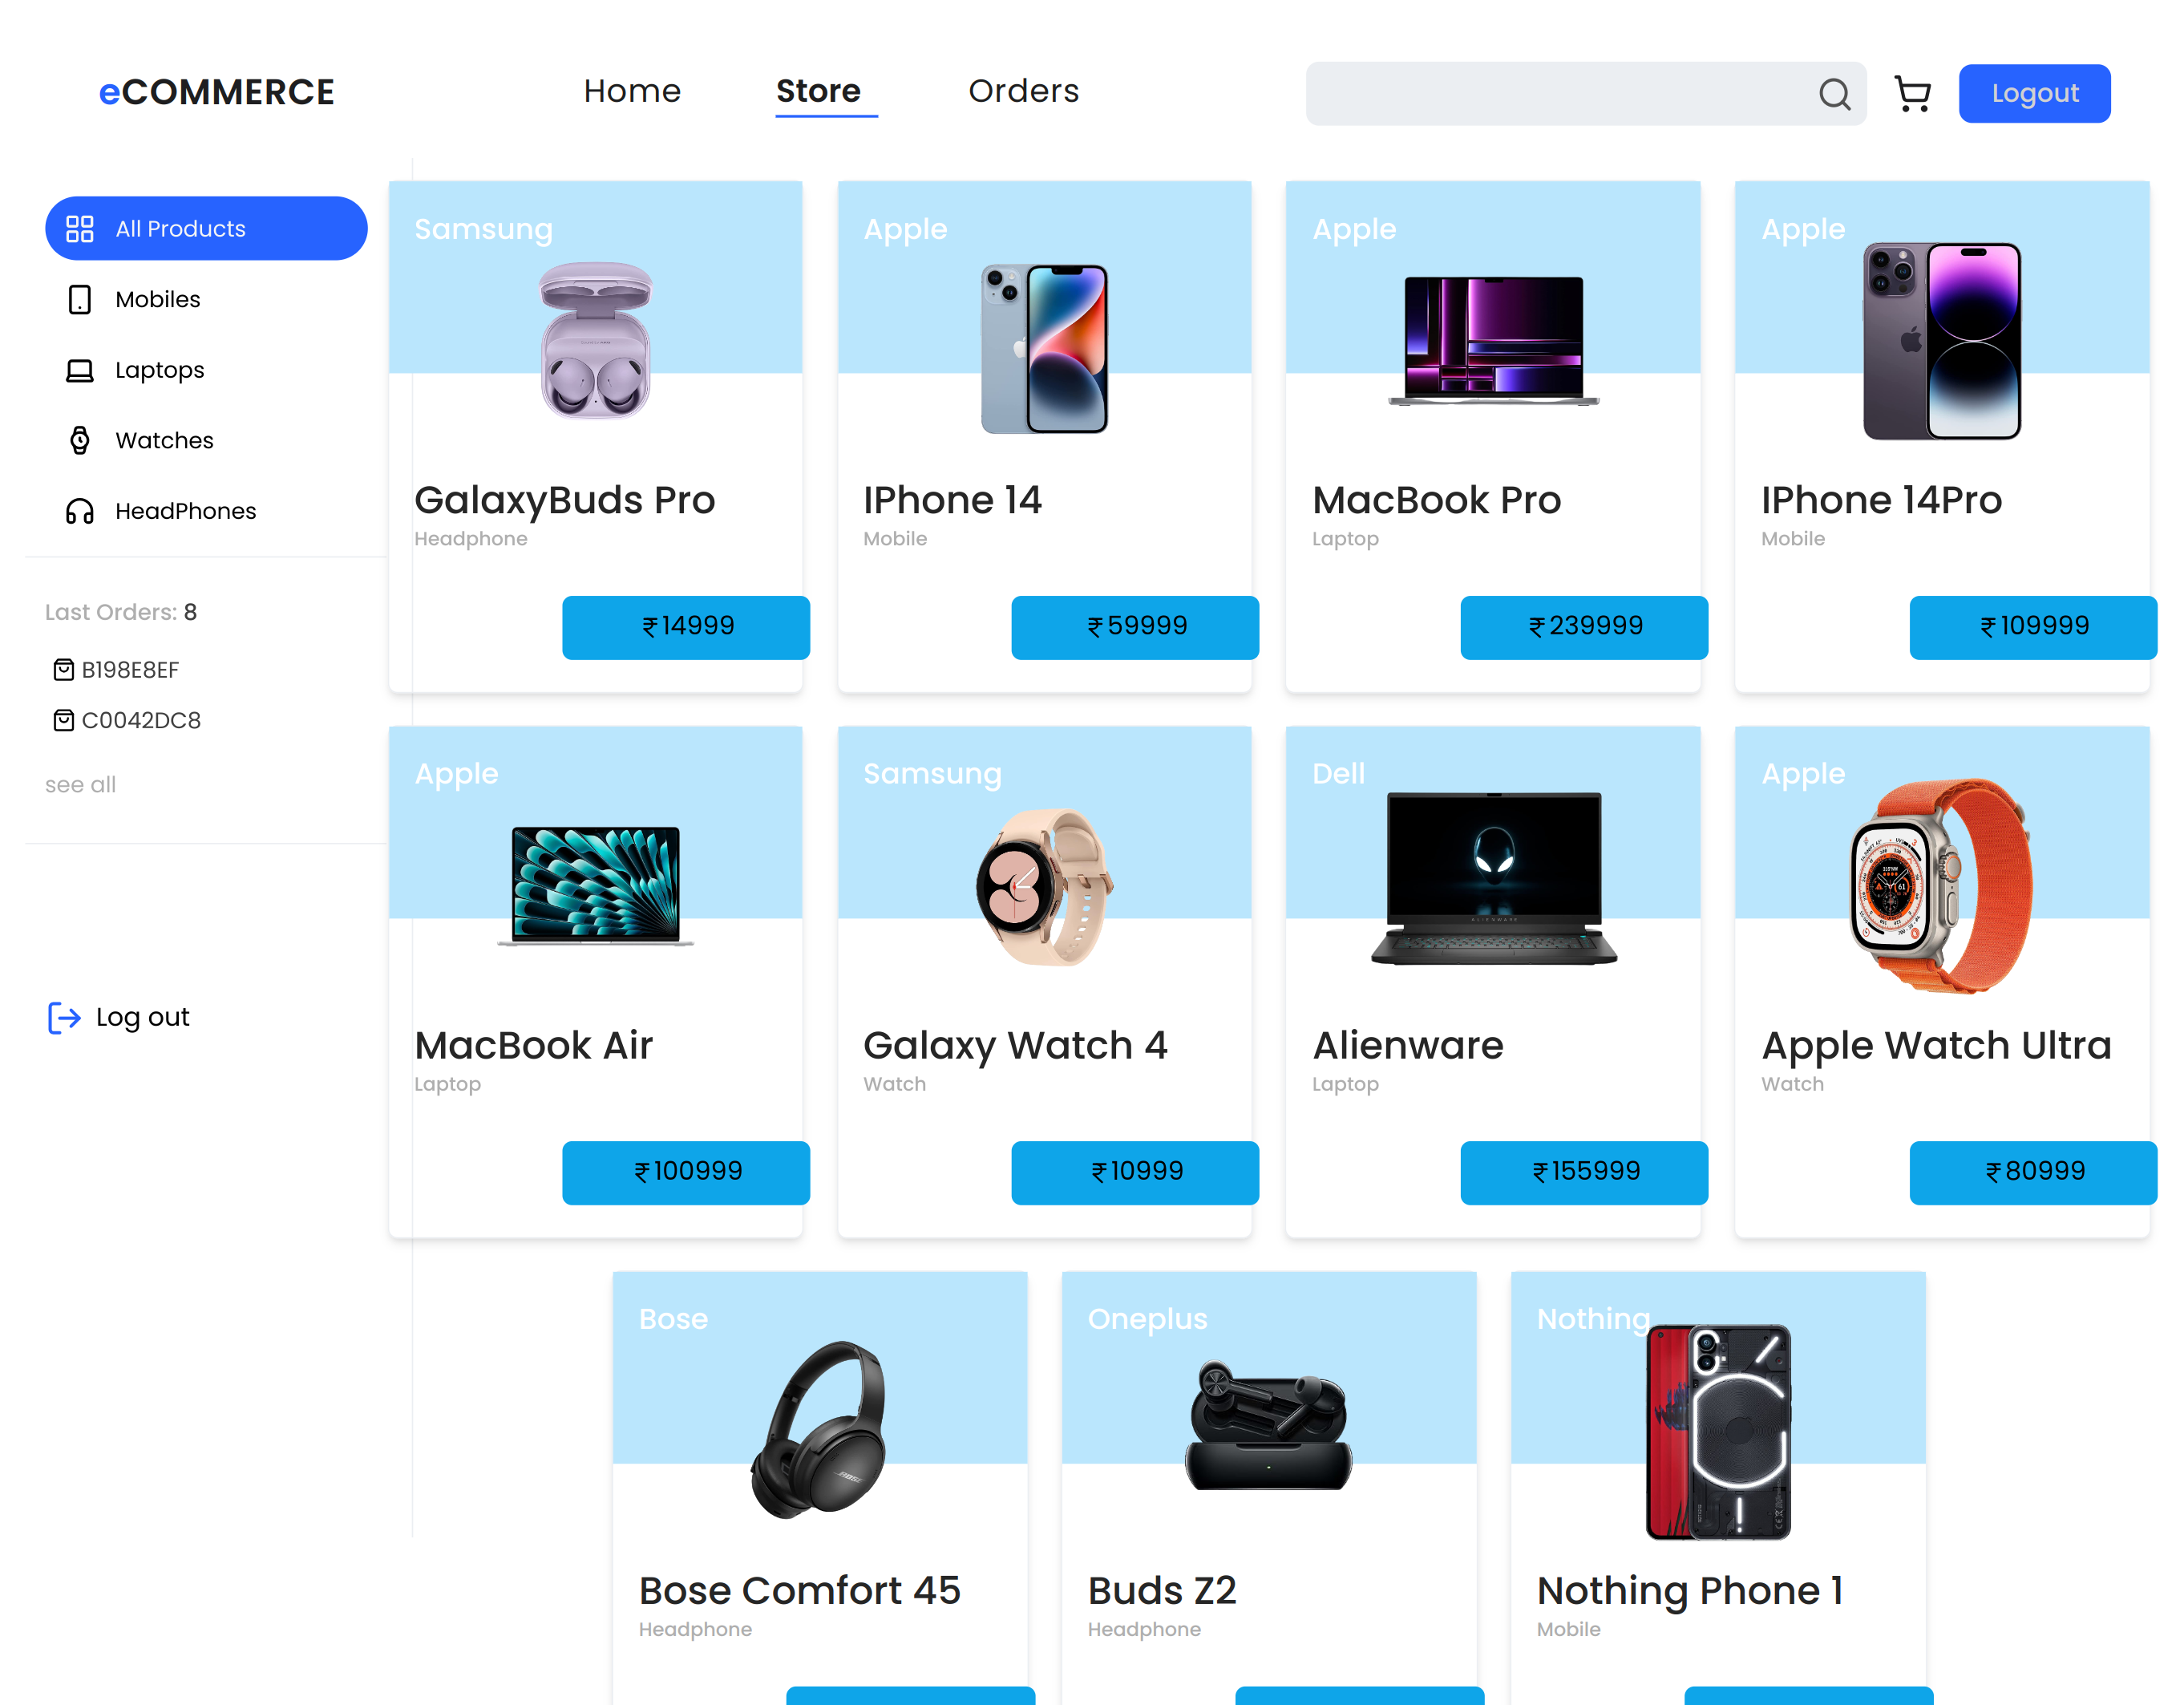 eCOMMERCE
Home Store Orders
Logout
All Products
Mobiles
Laptops
Watches
HeadPhones
Last Orders: 8
B198E8EF
C0042DC8
see all
Log out
Samsung
GalaxyBuds Pro
Headphone
₹14999
Apple
IPhone 14
Mobile
₹59999
Apple
MacBook Pro
Laptop
₹239999
Apple
IPhone 14Pro
Mobile
₹109999
Apple
MacBook Air
Laptop
₹100999
Samsung
Galaxy Watch 4
Watch
₹10999
Dell
ALIENWARE
Alienware
Laptop
₹155999
Apple
Apple Watch Ultra
Watch
₹80999
Bose
BOSE
Bose Comfort 45
Headphone
Oneplus
Buds Z2
Headphone
Nothing
Nothing Phone 1
Mobile